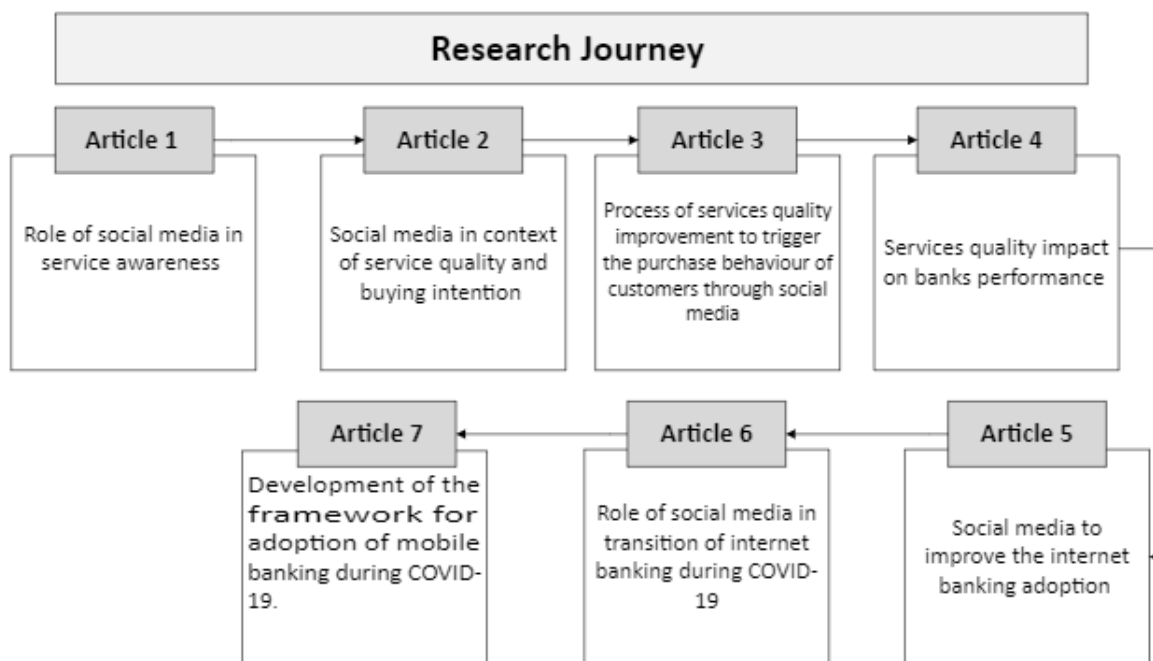 Research Journey
Article 1
Role of social media in
service awareness
Article 2
Social media in context
of service quality and
buying intention
Article 3
Process of services quality
improvement to trigger
the purchase behaviour of
customers through social
media
Article 4
Services quality impact
on banks performance
Article 5
Social media to
improve the internet
banking adoption
Article 6
Role of social media in
transition of internet
banking during COVID-
19
Article 7
Development of the
framework for
adoption of mobile
banking during COVID-
19.